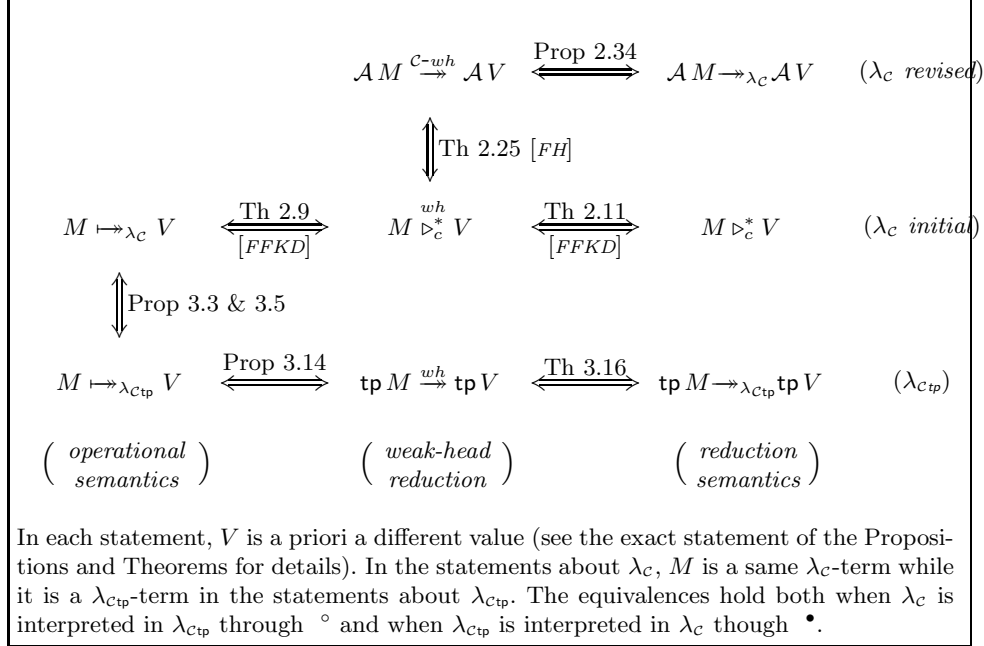 𝒜 M 𝒞-wh ↠ 𝒜 V ⟺ Prop 2.34 𝒜 M ↠λ𝒞 𝒜 V (λ𝒞 revised)
⇕ Th 2.25 [FH]
M ↦↠λ𝒞 V ⟺ Th 2.9 [FFKD] M wh ▷*c V ⟺ Th 2.11 [FFKD] M ▷*c V (λ𝒞 initial)
⇕ Prop 3.3 & 3.5
M ↦↠λ𝒞tp V ⟺ Prop 3.14 tp M wh ↠ tp V ⟺ Th 3.16 tp M ↠λ𝒞tp tp V (λ𝒞tp)
( operational semantics ) ( weak-head reduction ) ( reduction semantics )
In each statement, V is a priori a different value (see the exact statement of the Proposi-
tions and Theorems for details). In the statements about λ𝒞, M is a same λ𝒞-term while
it is a λ𝒞tp-term in the statements about λ𝒞tp. The equivalences hold both when λ𝒞 is
interpreted in λ𝒞tp through ° and when λ𝒞tp is interpreted in λ𝒞 though •.